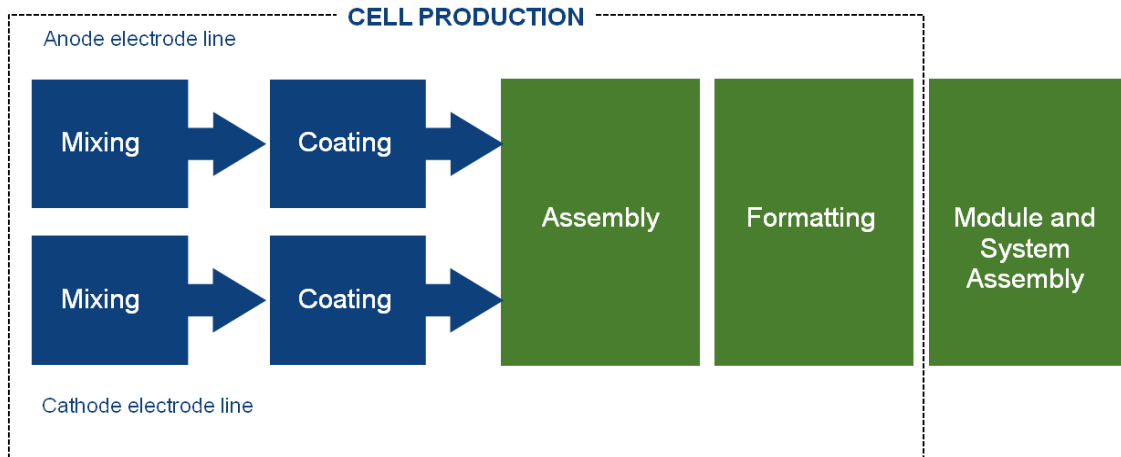 CELL PRODUCTION
Anode electrode line
Mixing
Coating
Mixing
Coating
Assembly
Formatting
Module and
System
Assembly
Cathode electrode line